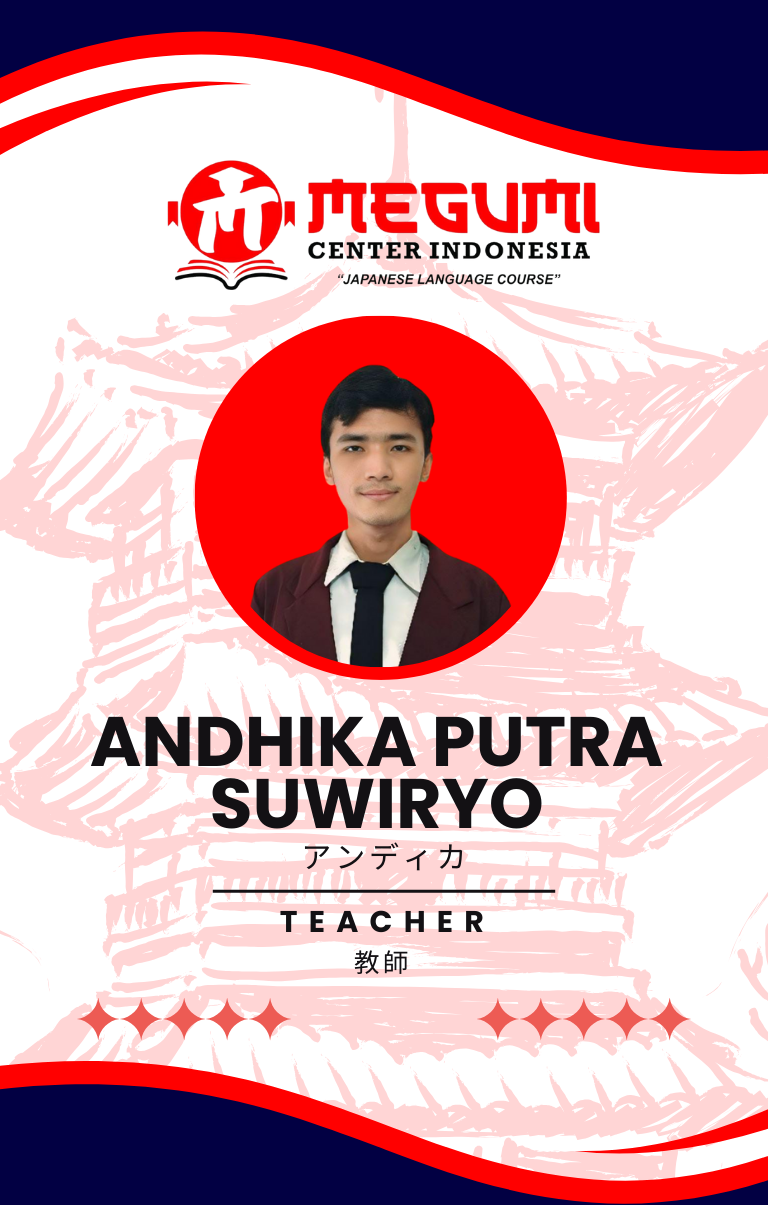 MEGUMI
CENTER INDONESIA
“JAPANESE LANGUAGE COURSE”
ANDHIKA PUTRA
SUWIRYO
アンディカ
TEACHER
教師